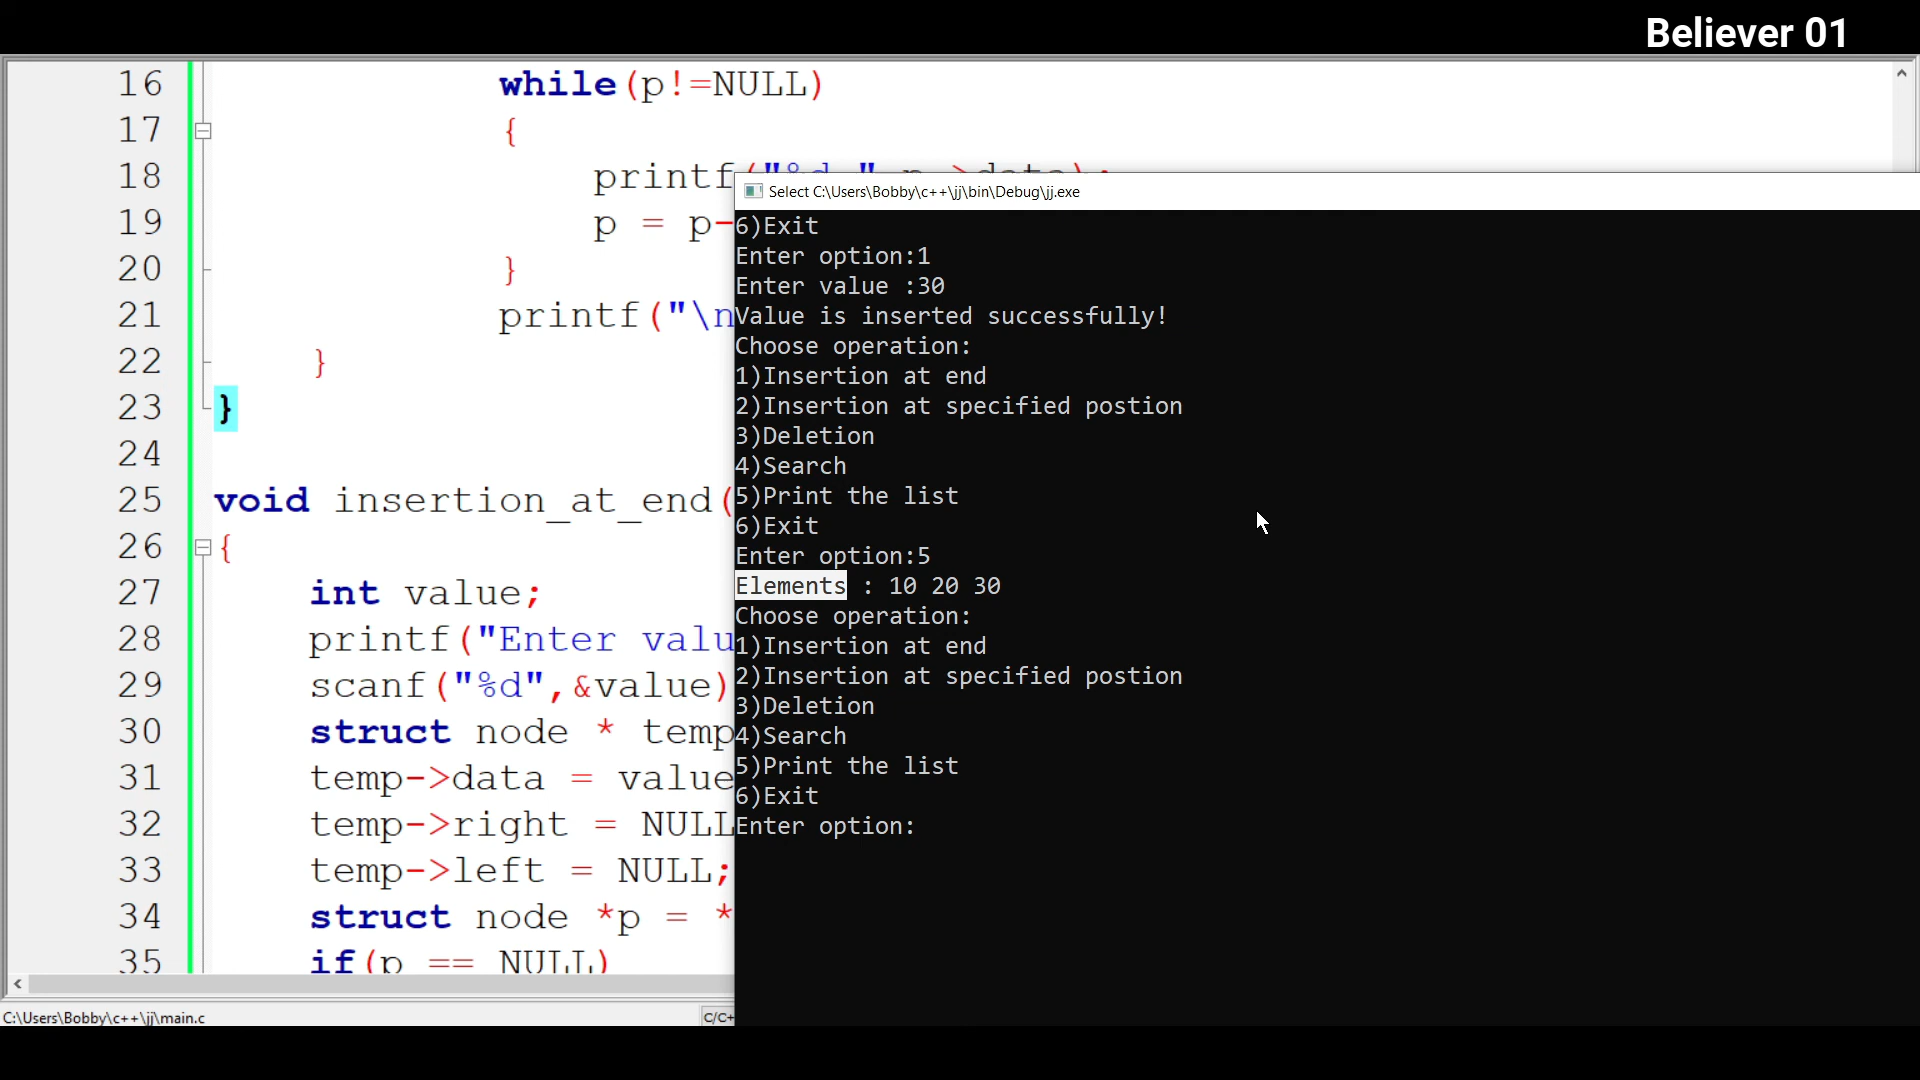 Believer 01
16 while(p!=NULL)
17 {
18 printf("%d " p->data);
19 p = p-
20 }
21 printf("\n
22 }
23 }
24
25 void insertion_at_end(
26 {
27 int value;
28 printf("Enter valu
29 scanf("%d",&value)
30 struct node * temp
31 temp->data = value
32 temp->right = NULL
33 temp->left = NULL;
34 struct node *p = *
35 if(p == NULL)
C:\Users\Bobby\c++\jj\main.c
C/C+
Select C:\Users\Bobby\c++\jj\bin\Debug\jj.exe
6)Exit
Enter option:1
Enter value :30
Value is inserted successfully!
Choose operation:
1)Insertion at end
2)Insertion at specified postion
3)Deletion
4)Search
5)Print the list
6)Exit
Enter option:5
Elements : 10 20 30
Choose operation:
1)Insertion at end
2)Insertion at specified postion
3)Deletion
4)Search
5)Print the list
6)Exit
Enter option: